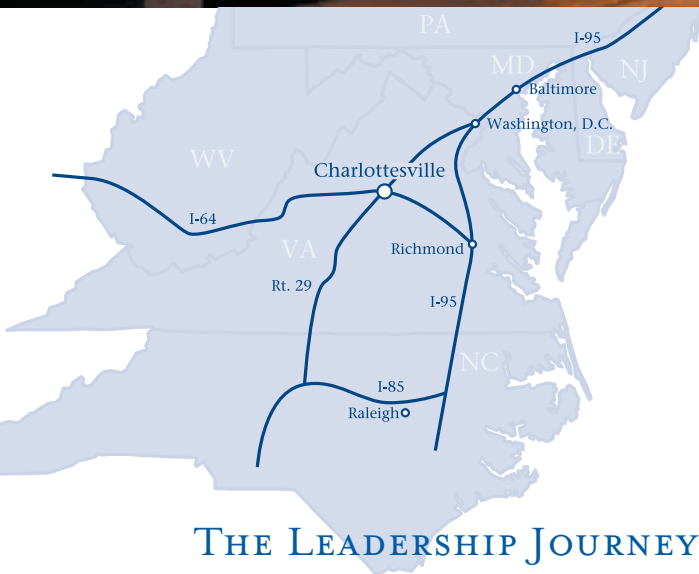 PA
I-95
MD
NJ
Baltimore
Washington, D.C.
DE
WV
Charlottesville
I-64
VA
Richmond
Rt. 29
I-95
NC
I-85
Raleigh
THE LEADERSHIP JOURNEY